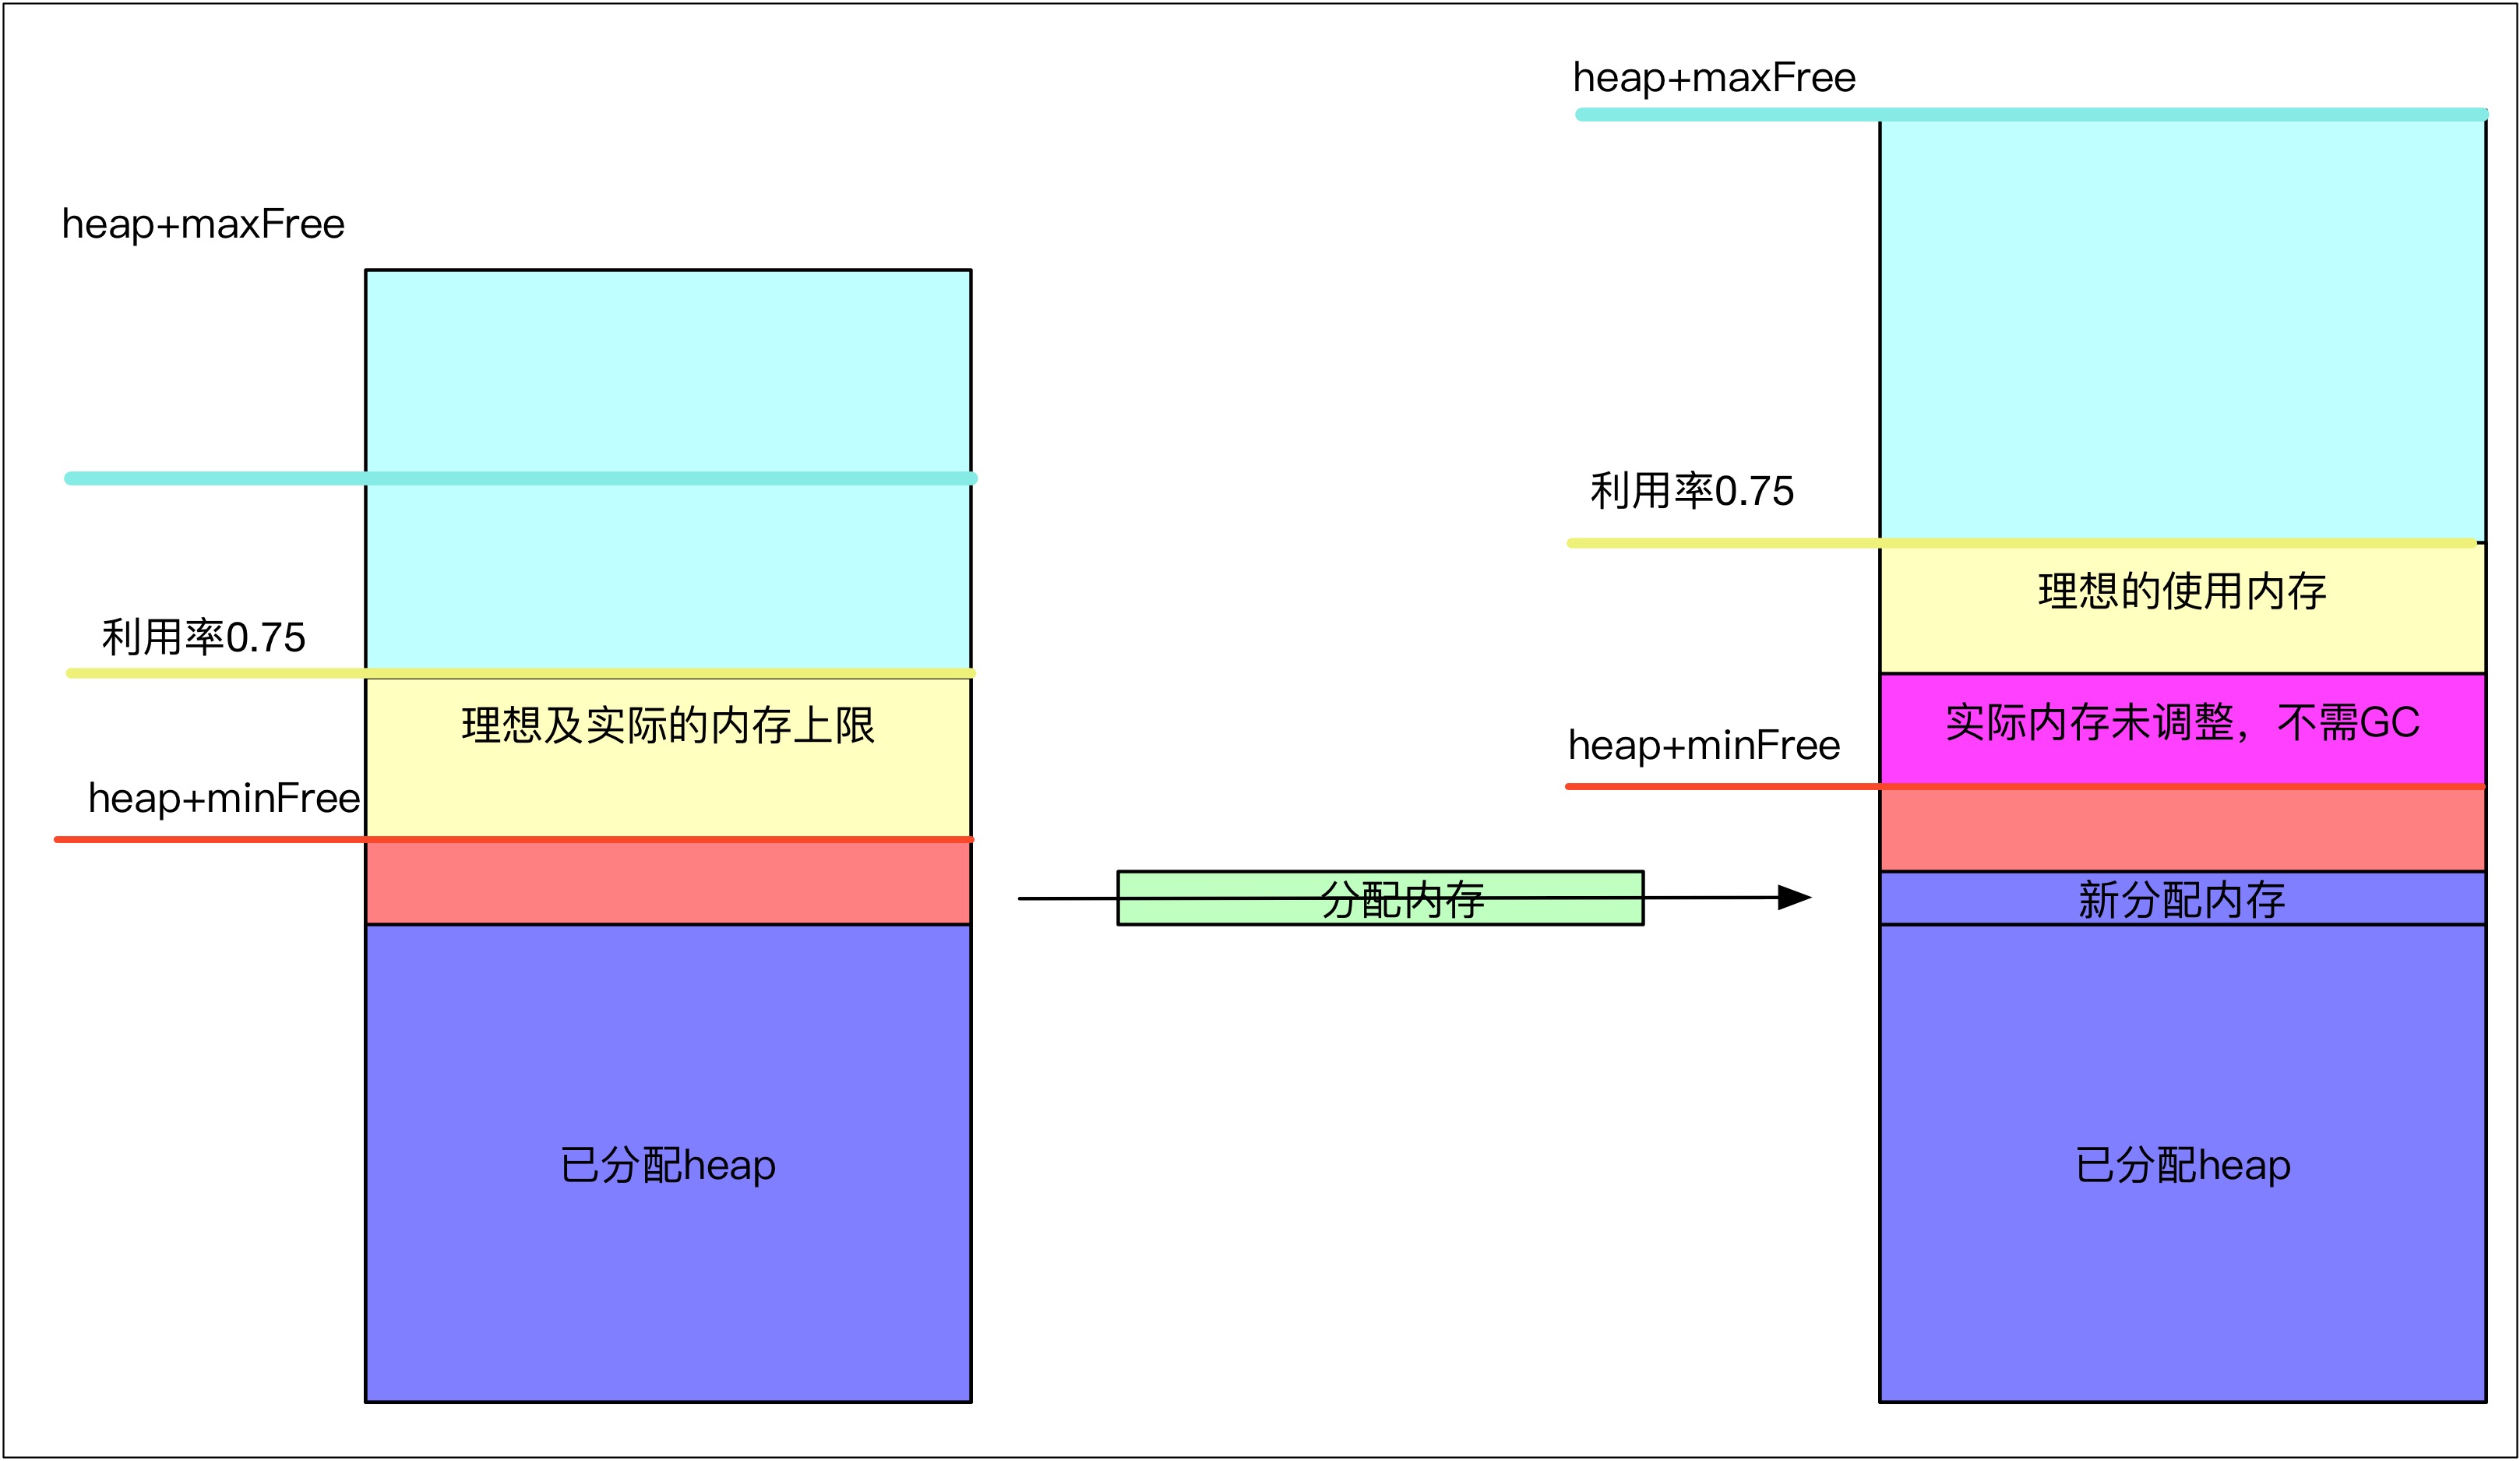 heap+maxFree
利用率0.75
理想及实际的内存上限
heap+minFree
已分配heap
分配内存
heap+maxFree
利用率0.75
理想的使用内存
实际内存未调整，不需GC
heap+minFree
新分配内存
已分配heap